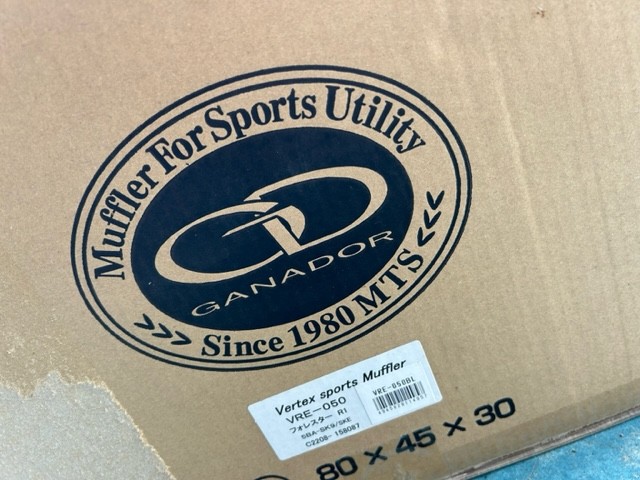 Muffler For Sports Utility
GANADOR
Since 1980 MTS
Vertex sports Muffler
VRE-050
VRE-050BL
フォレスター R1
5BA-SK9/SKE
C2208-158087
80 × 45 × 30